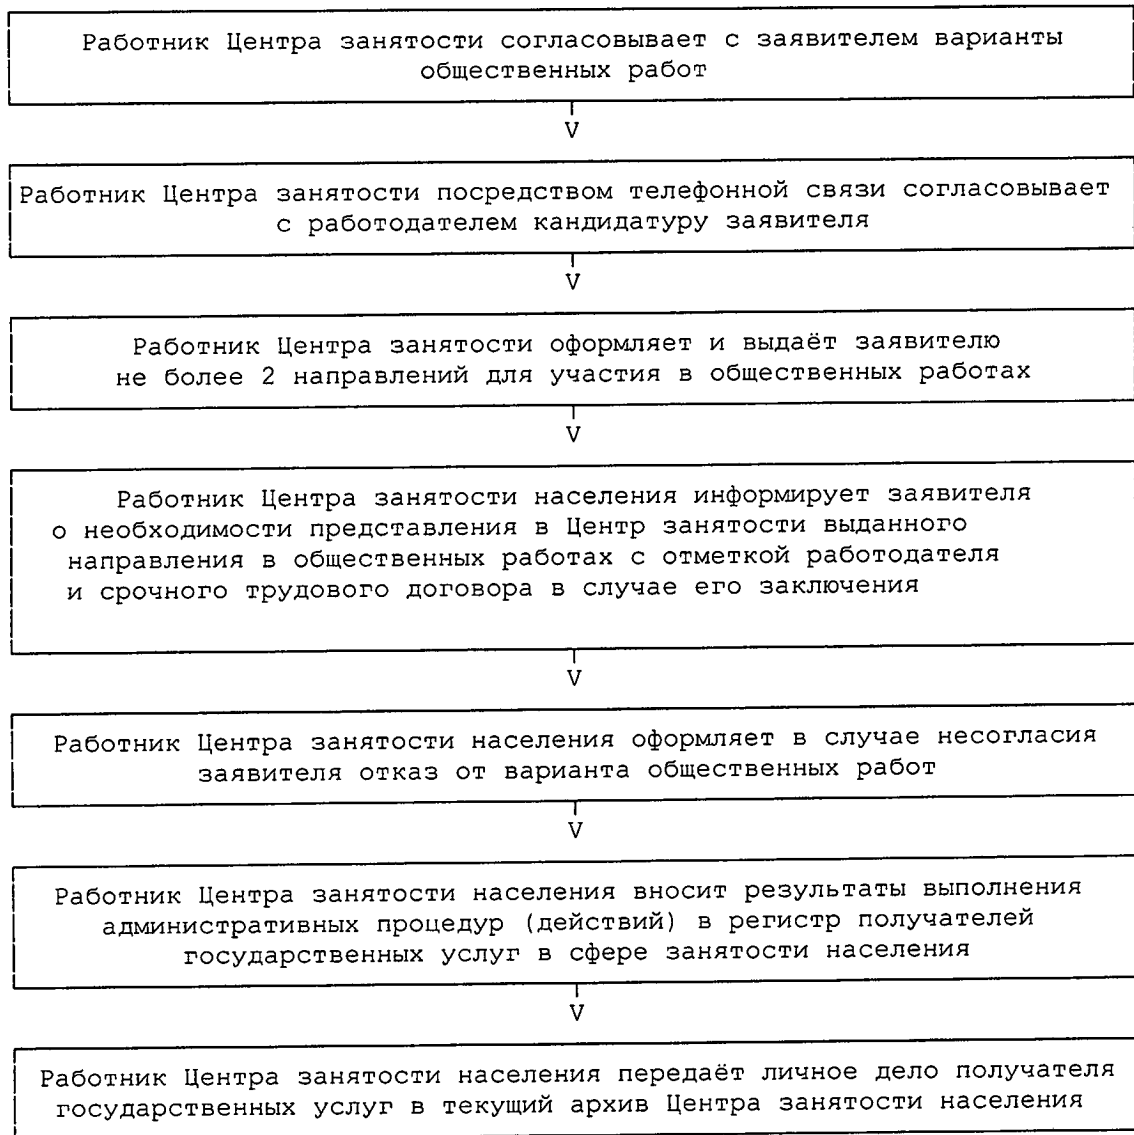 Работник Центра занятости согласовывает с заявителем варианты
общественных работ
V
Работник Центра занятости посредством телефонной связи согласовывает
с работодателем кандидатуру заявителя
V
Работник Центра занятости оформляет и выдаёт заявителю
не более 2 направлений для участия в общественных работах
V
Работник Центра занятости населения информирует заявителя
о необходимости представления в Центр занятости выданного
направления в общественных работах с отметкой работодателя
и срочного трудового договора в случае его заключения
V
Работник Центра занятости населения оформляет в случае несогласия
заявителя отказ от варианта общественных работ
V
Работник Центра занятости населения вносит результаты выполнения
административных процедур (действий) в регистр получателей
государственных услуг в сфере занятости населения
V
Работник Центра занятости населения передаёт личное дело получателя
государственных услуг в текущий архив Центра занятости населения